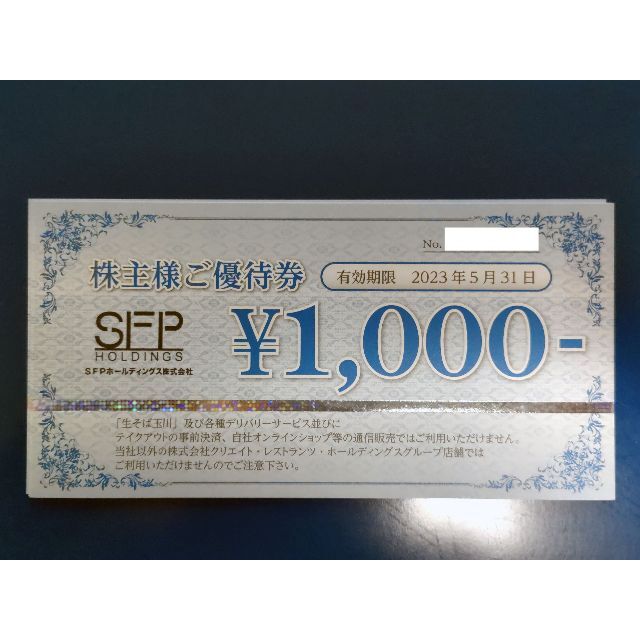 No.
株主様ご優待券
有効期限 2023年5月31日
SFP
HOLDINGS
SFPホールディングス株式会社
¥1,000-
「生そば玉川」及び各種デリバリーサービス並びに
テイクアウトの事前決済、自社オンラインショップ等の通信販売ではご利用いただけません。
当社以外の株式会社クリエイト・レストランツ・ホールディングスグループ店舗では
ご利用いただけませんのでご注意下さい。